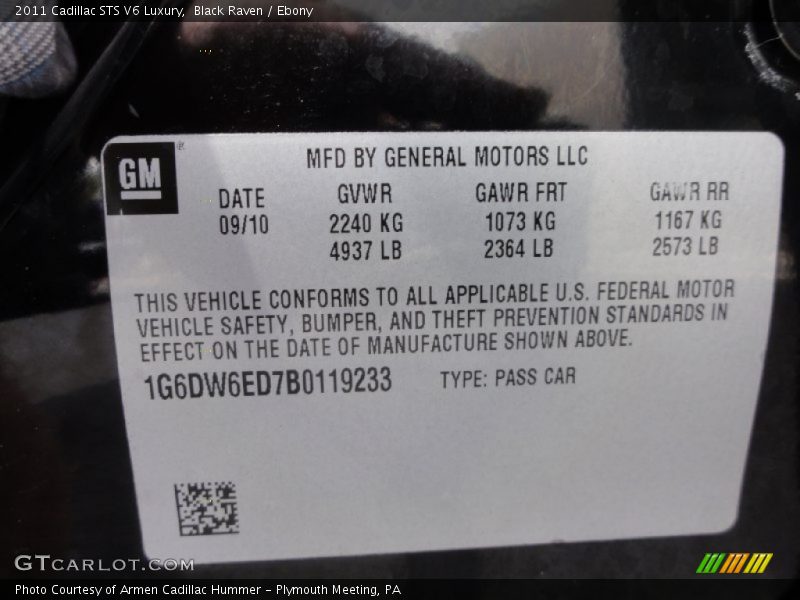 2011 Cadillac STS V6 Luxury, Black Raven / Ebony
GM
MFD BY GENERAL MOTORS LLC
DATE GVWR GAWR FRT GAWR RR
09/10 2240 KG 1073 KG 1167 KG
4937 LB 2364 LB 2573 LB
THIS VEHICLE CONFORMS TO ALL APPLICABLE U.S. FEDERAL MOTOR
VEHICLE SAFETY, BUMPER, AND THEFT PREVENTION STANDARDS IN
EFFECT ON THE DATE OF MANUFACTURE SHOWN ABOVE.
1G6DW6ED7B0119233 TYPE: PASS CAR
GTCARLOT.COM
Photo Courtesy of Armen Cadillac Hummer - Plymouth Meeting, PA